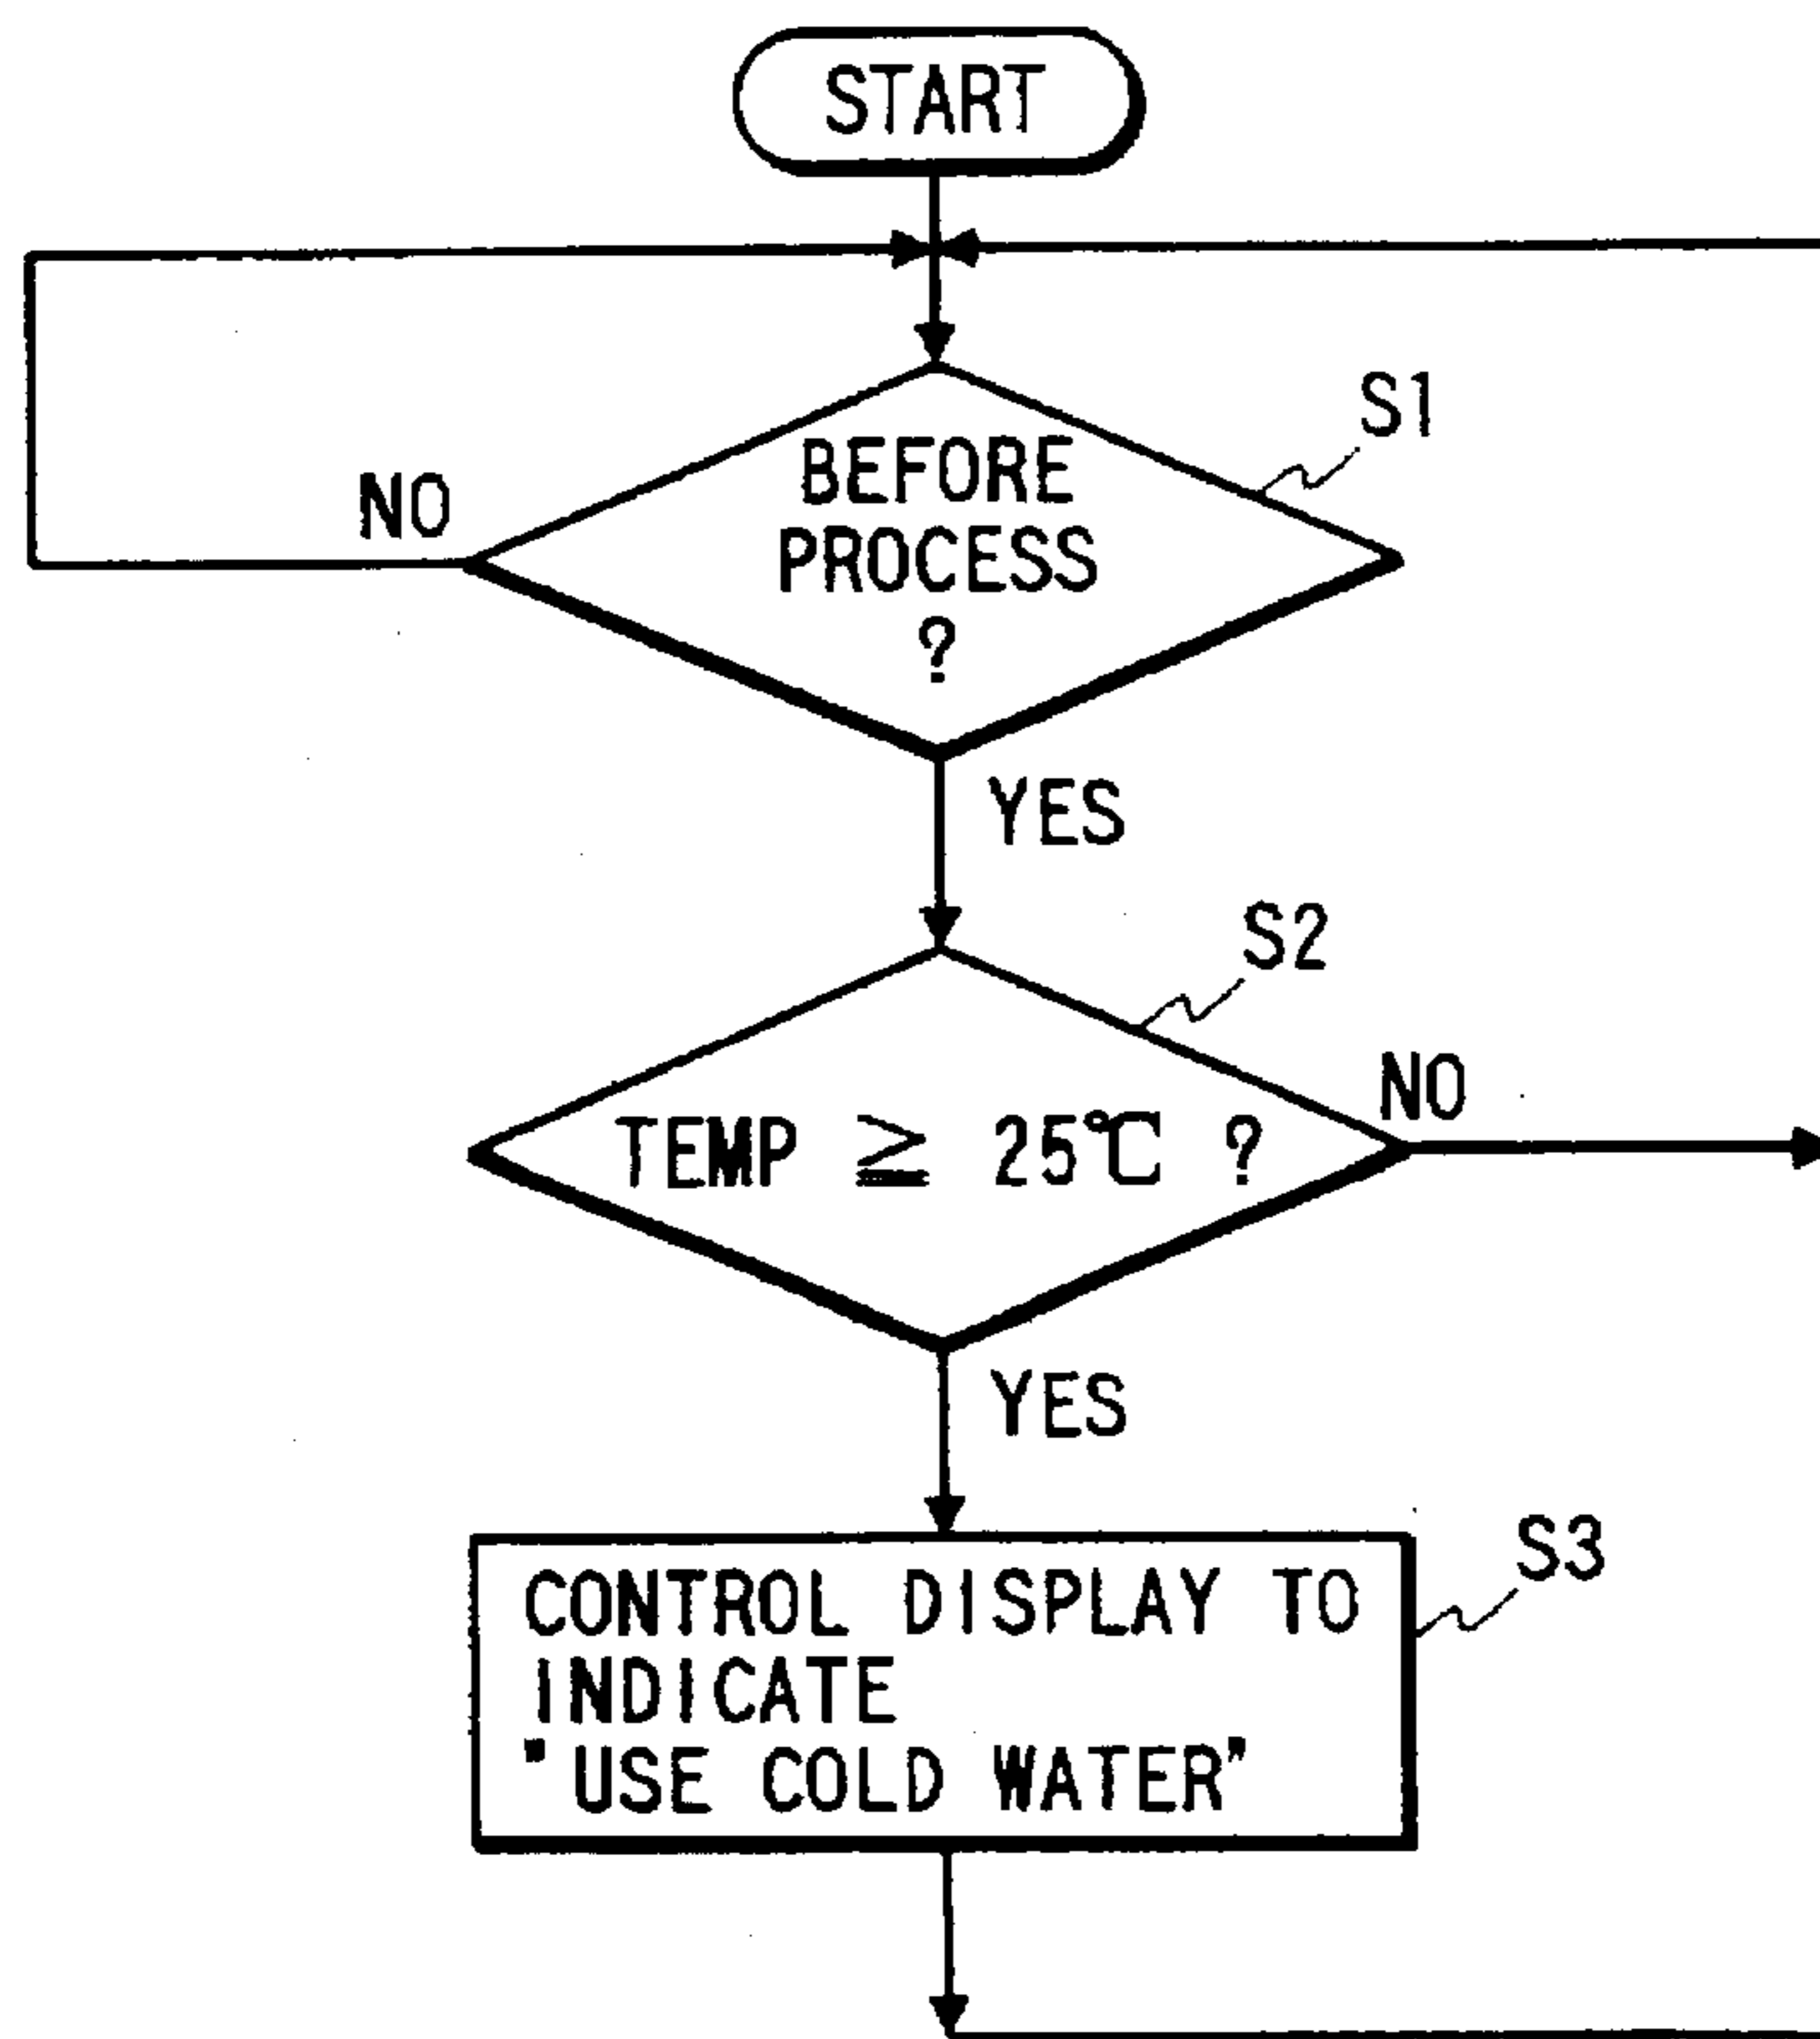 START
S1
BEFORE
PROCESS
?
NO
YES
S2
TEMP ≧ 25℃ ?
NO
YES
S3
CONTROL DISPLAY TO
INDICATE
"USE COLD WATER"